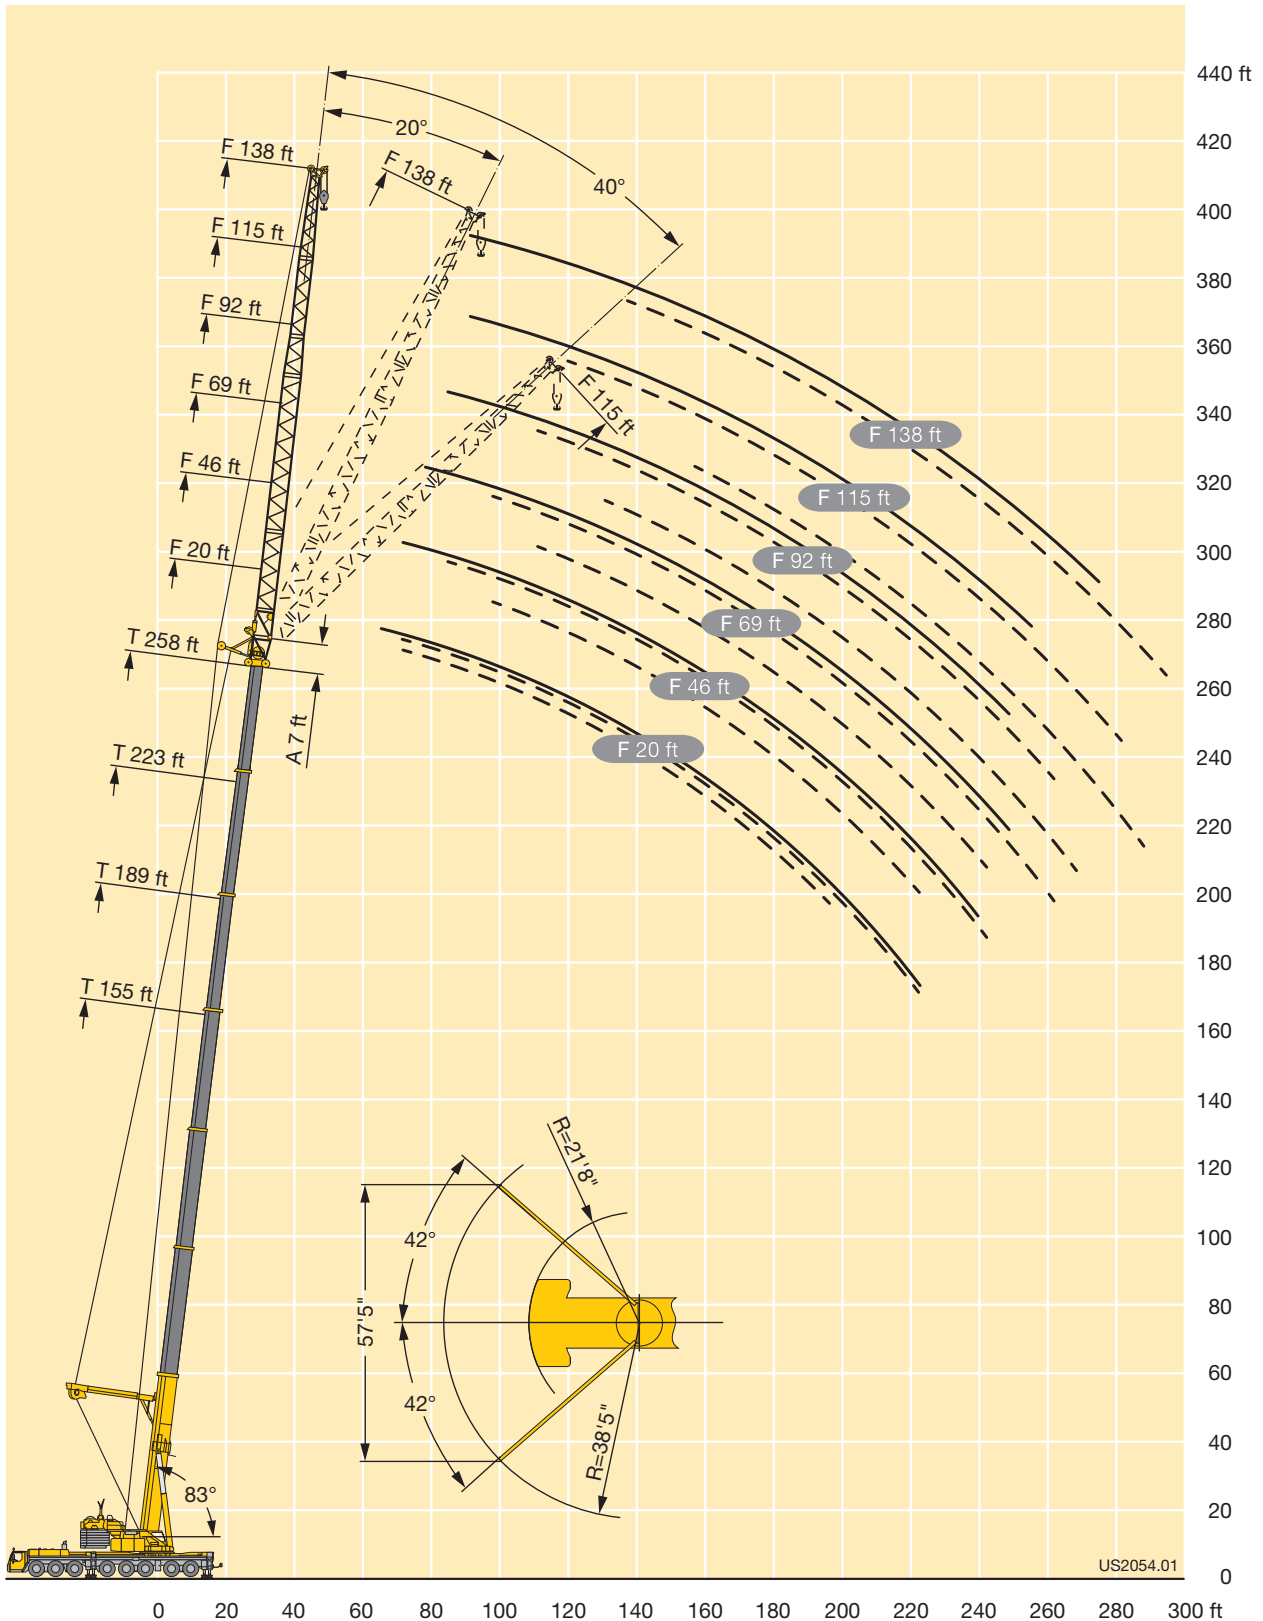 440 ft
420
400
380
360
340
320
300
280
260
240
220
200
180
160
140
120
100
80
60
40
20
0
20°
40°
F 138 ft
F 138 ft
F 115 ft
F 92 ft
F 69 ft
F 46 ft
F 20 ft
T 258 ft
T 223 ft
T 189 ft
T 155 ft
A 7 ft
F 115 ft
F 138 ft
F 115 ft
F 92 ft
F 69 ft
F 46 ft
F 20 ft
R=21'8"
42°
57'5"
42°
R=38'5"
83°
US2054.01
0 20 40 60 80 100 120 140 160 180 200 220 240 260 280 300 ft